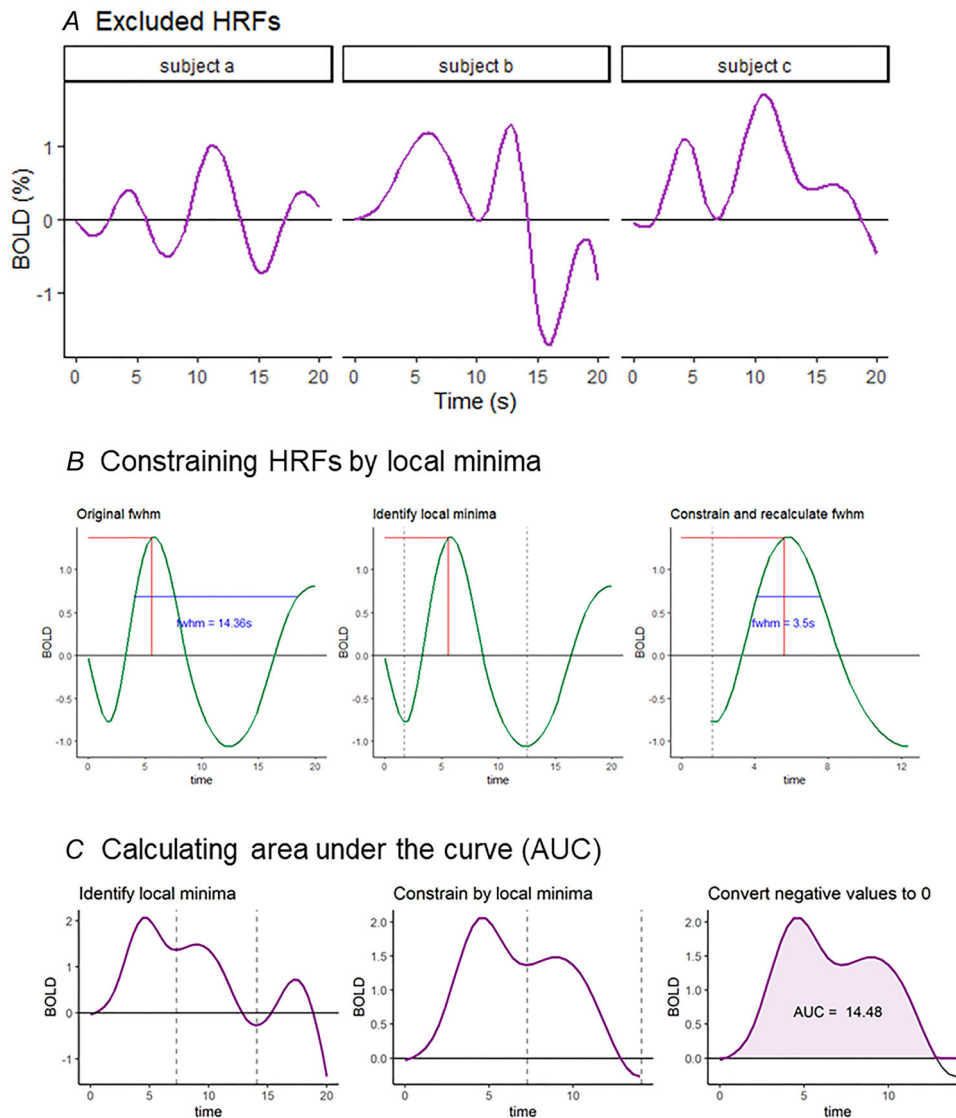 A Excluded HRFs
subject a subject b subject c
BOLD (%)
1
0
-1
0 5 10 15 20 0 5 10 15 20 0 5 10 15 20
Time (s)
B Constraining HRFs by local minima
Original fwhm Identify local minima Constrain and recalculate fwhm
BOLD BOLD BOLD
1.0 1.0 1.0
0.5 0.5 0.5
fwhm = 14.36s fwhm = 3.5s
0.0 0.0 0.0
-0.5 -0.5 -0.5
-1.0 -1.0 -1.0
0 5 10 15 20 0 5 10 15 20 0 4 8 12
time time time
C Calculating area under the curve (AUC)
Identify local minima Constrain by local minima Convert negative values to 0
BOLD BOLD BOLD
2 2.0 2.0
1.5 1.5
1 1.0 1.0
AUC = 14.48
0.5 0.5
0 0.0 0.0
-1
0 5 10 15 20 0 5 10 0 5 10
time time time